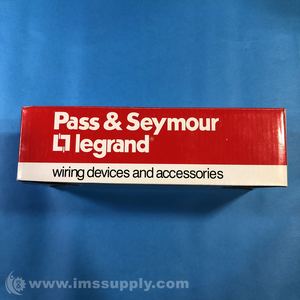 Pass & Seymour
legrand®
wiring devices and accessories
www.imssupply.com